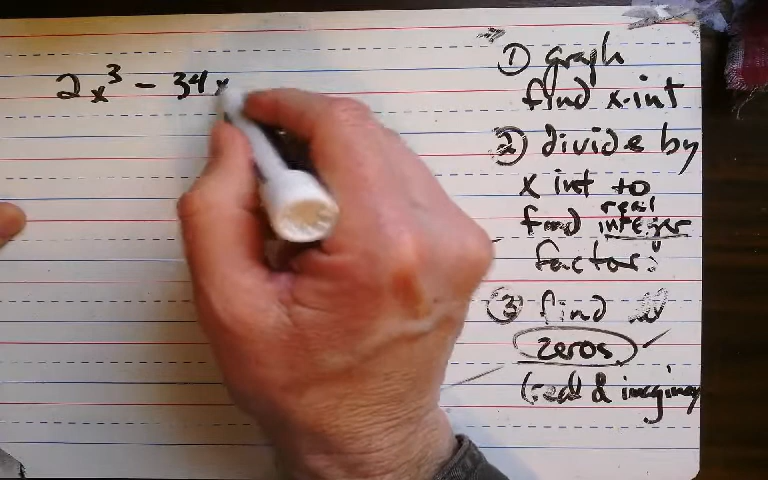 2x³ - 34x
① graph
find x-int
② divide by
x int to
real
find integer
factor:
③ find
zeros
(real & imaginary